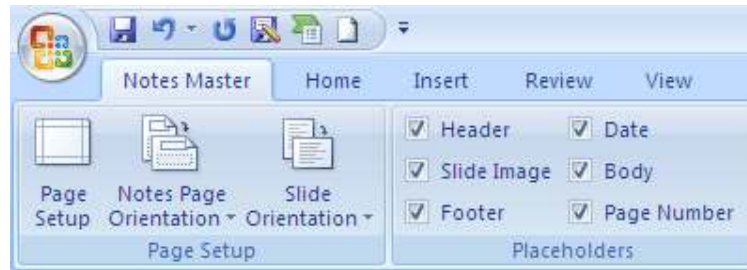 Notes Master Home Insert Review View
Header Date
Slide Image Body
Page Setup Notes Page Orientation Slide Orientation
Footer Page Number
Page Setup Placeholders